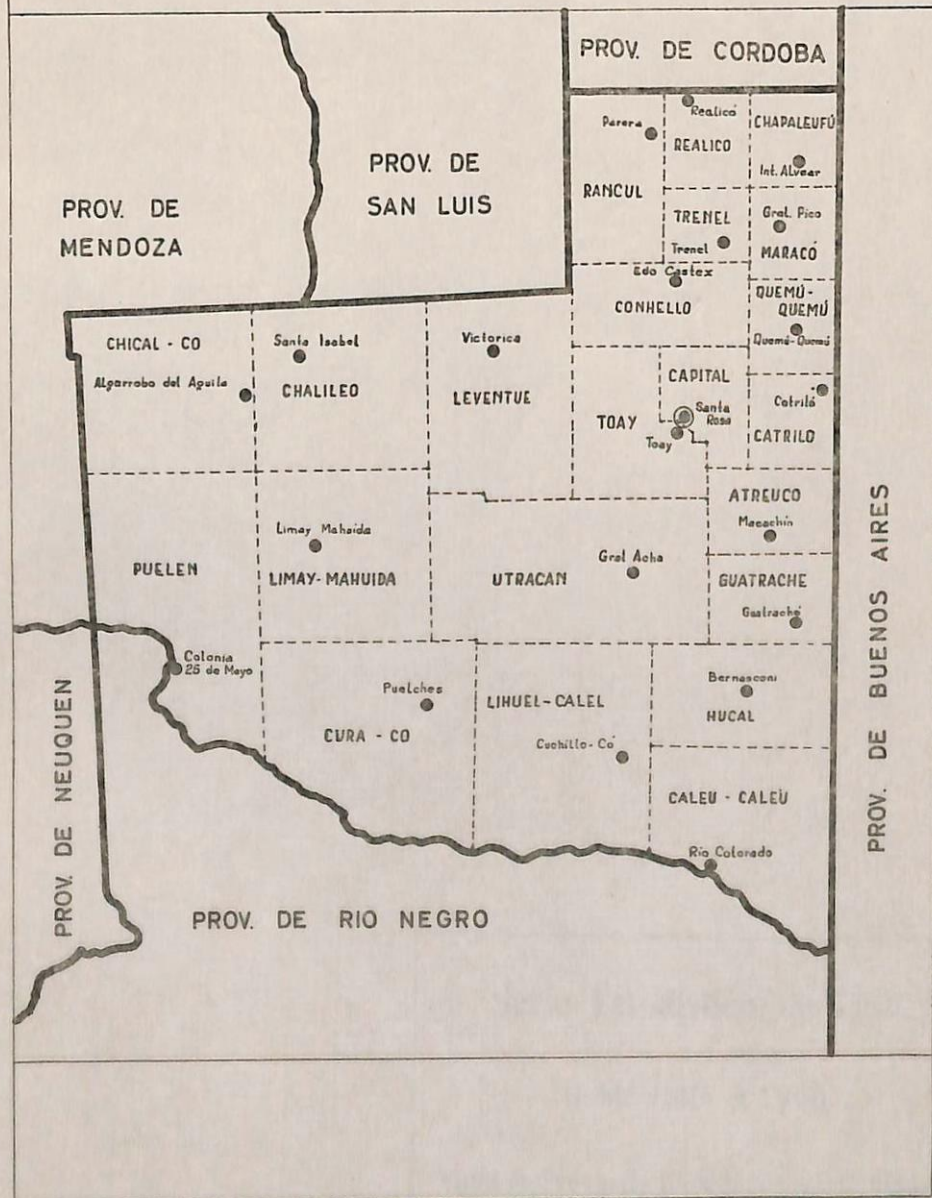 PROV. DE CORDOBA
PROV. DE
SAN LUIS
PROV. DE
MENDOZA
Realicó
Parera
REALICO
CHAPALEUFÚ
Int. Alvear
RANCUL
TRENEL
Trenel
Gral. Pico
MARACÓ
Edo Castex
CONHELLO
QUEMÚ-
QUEMÚ
Quemú-Quemú
CHICAL - CO
Algarrobo del Aguila
Santa Isabel
CHALILEO
Victorica
LEVENTUE
CAPITAL
TOAY
Santa
Rosa
Toay
Catriló
CATRILO
ATREUCO
Macachín
PUELEN
Limay Mahuida
LIMAY-MAHUIDA
UTRACAN
Gral Acha
GUATRACHE
Guatraché
Colonia
25 de Mayo
Puelches
CURA - CO
LIHUEL-CALEL
Cuchillo-Có
Bernasconi
HUCAL
CALEU - CALEU
Río Colorado
PROV. DE NEUQUEN
PROV. DE RIO NEGRO
PROV. DE BUENOS AIRES